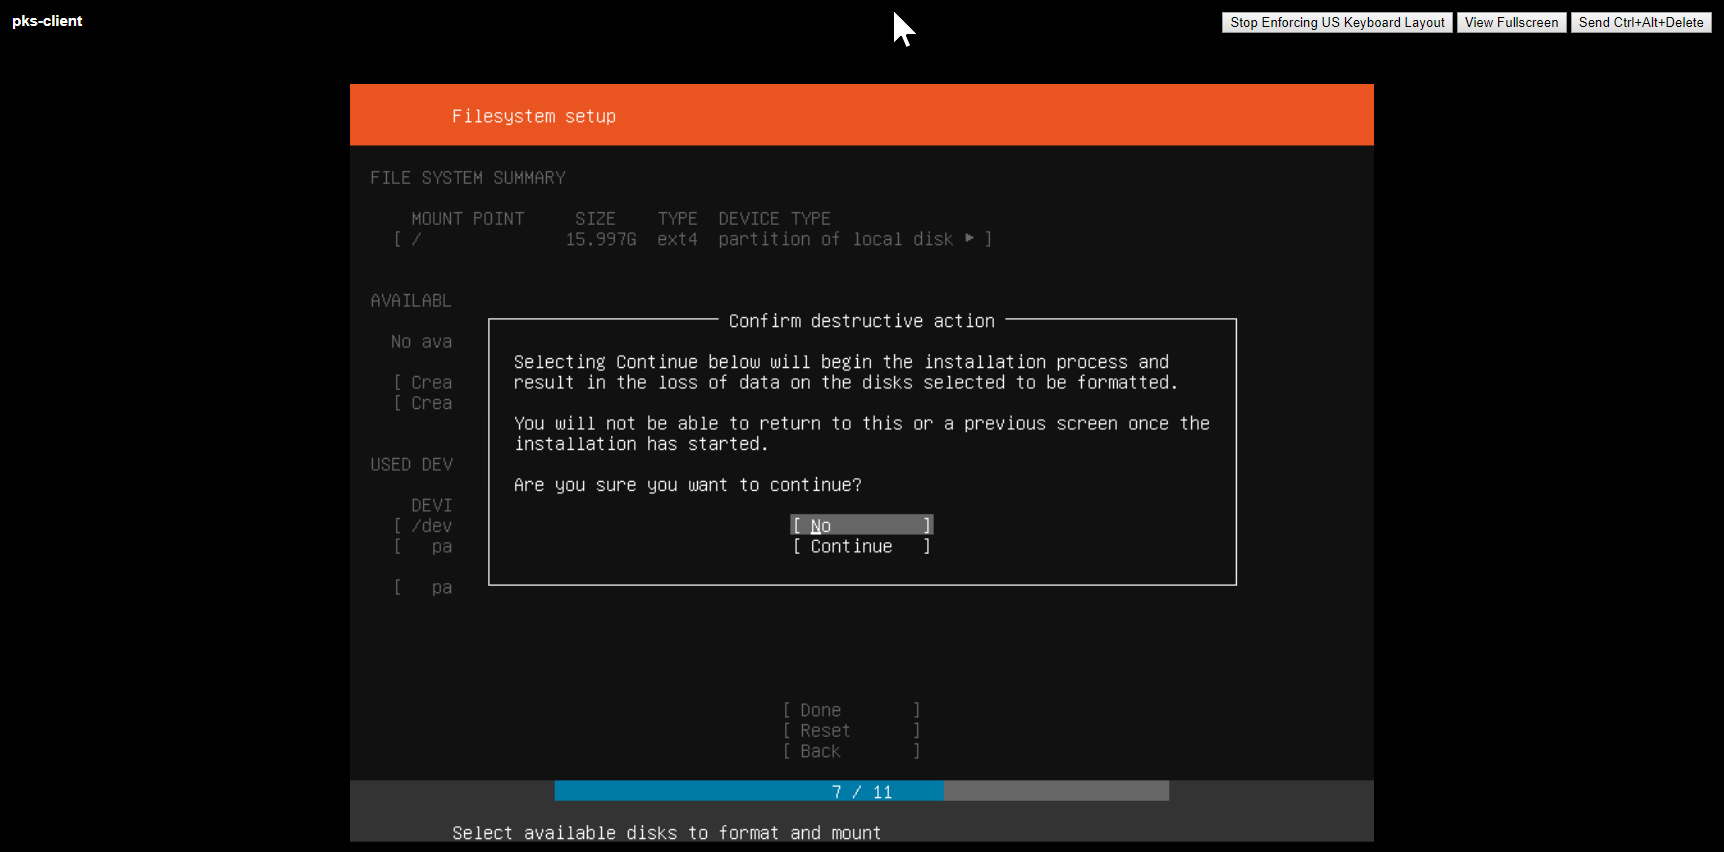 pks-client
Stop Enforcing US Keyboard Layout View Fullscreen Send Ctrl+Alt+Delete
Filesystem setup
FILE SYSTEM SUMMARY
MOUNT POINT SIZE TYPE DEVICE TYPE
[ / 15.997G ext4 partition of local disk ▸ ]
AVAILABL
No ava
[ Crea
[ Crea
USED DEV
DEVI
[ /dev
[ pa
[ pa
Confirm destructive action
Selecting Continue below will begin the installation process and
result in the loss of data on the disks selected to be formatted.
You will not be able to return to this or a previous screen once the
installation has started.
Are you sure you want to continue?
[ No ]
[ Continue ]
[ Done ]
[ Reset ]
[ Back ]
7 / 11
Select available disks to format and mount